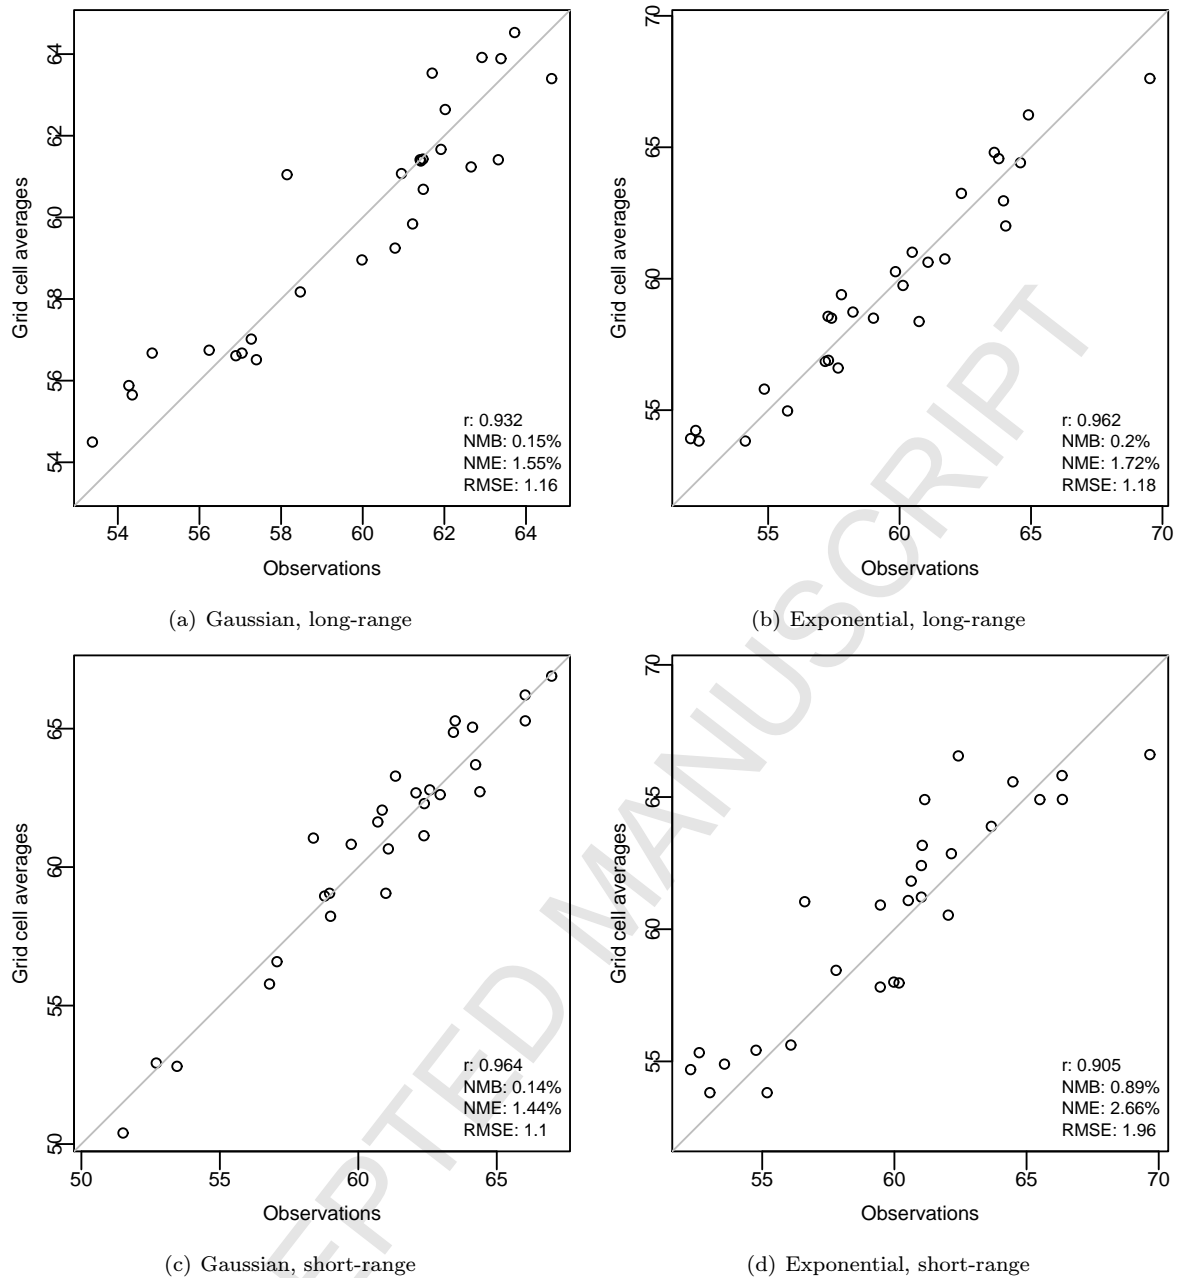 64
62
60
58
56
54
Grid cell averages
r: 0.932
NMB: 0.15%
NME: 1.55%
RMSE: 1.16
54 56 58 60 62 64
Observations
(a) Gaussian, long-range
70
65
60
55
Grid cell averages
r: 0.962
NMB: 0.2%
NME: 1.72%
RMSE: 1.18
55 60 65 70
Observations
(b) Exponential, long-range
65
60
55
50
Grid cell averages
r: 0.964
NMB: 0.14%
NME: 1.44%
RMSE: 1.1
50 55 60 65
Observations
(c) Gaussian, short-range
70
65
60
55
Grid cell averages
r: 0.905
NMB: 0.89%
NME: 2.66%
RMSE: 1.96
55 60 65 70
Observations
(d) Exponential, short-range
EPTED MANUSCRIPT